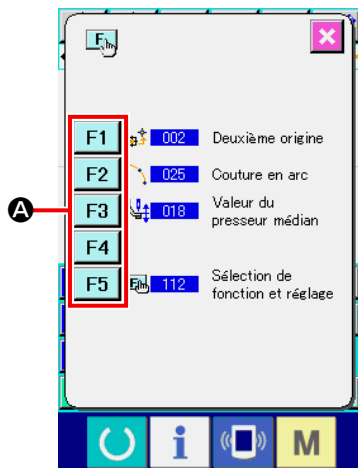 F
F1 002 Deuxième origine
F2 025 Couture en arc
A F3 018 Valeur du
presseur médian
F4
F5 112 Sélection de
fonction et réglage
i M